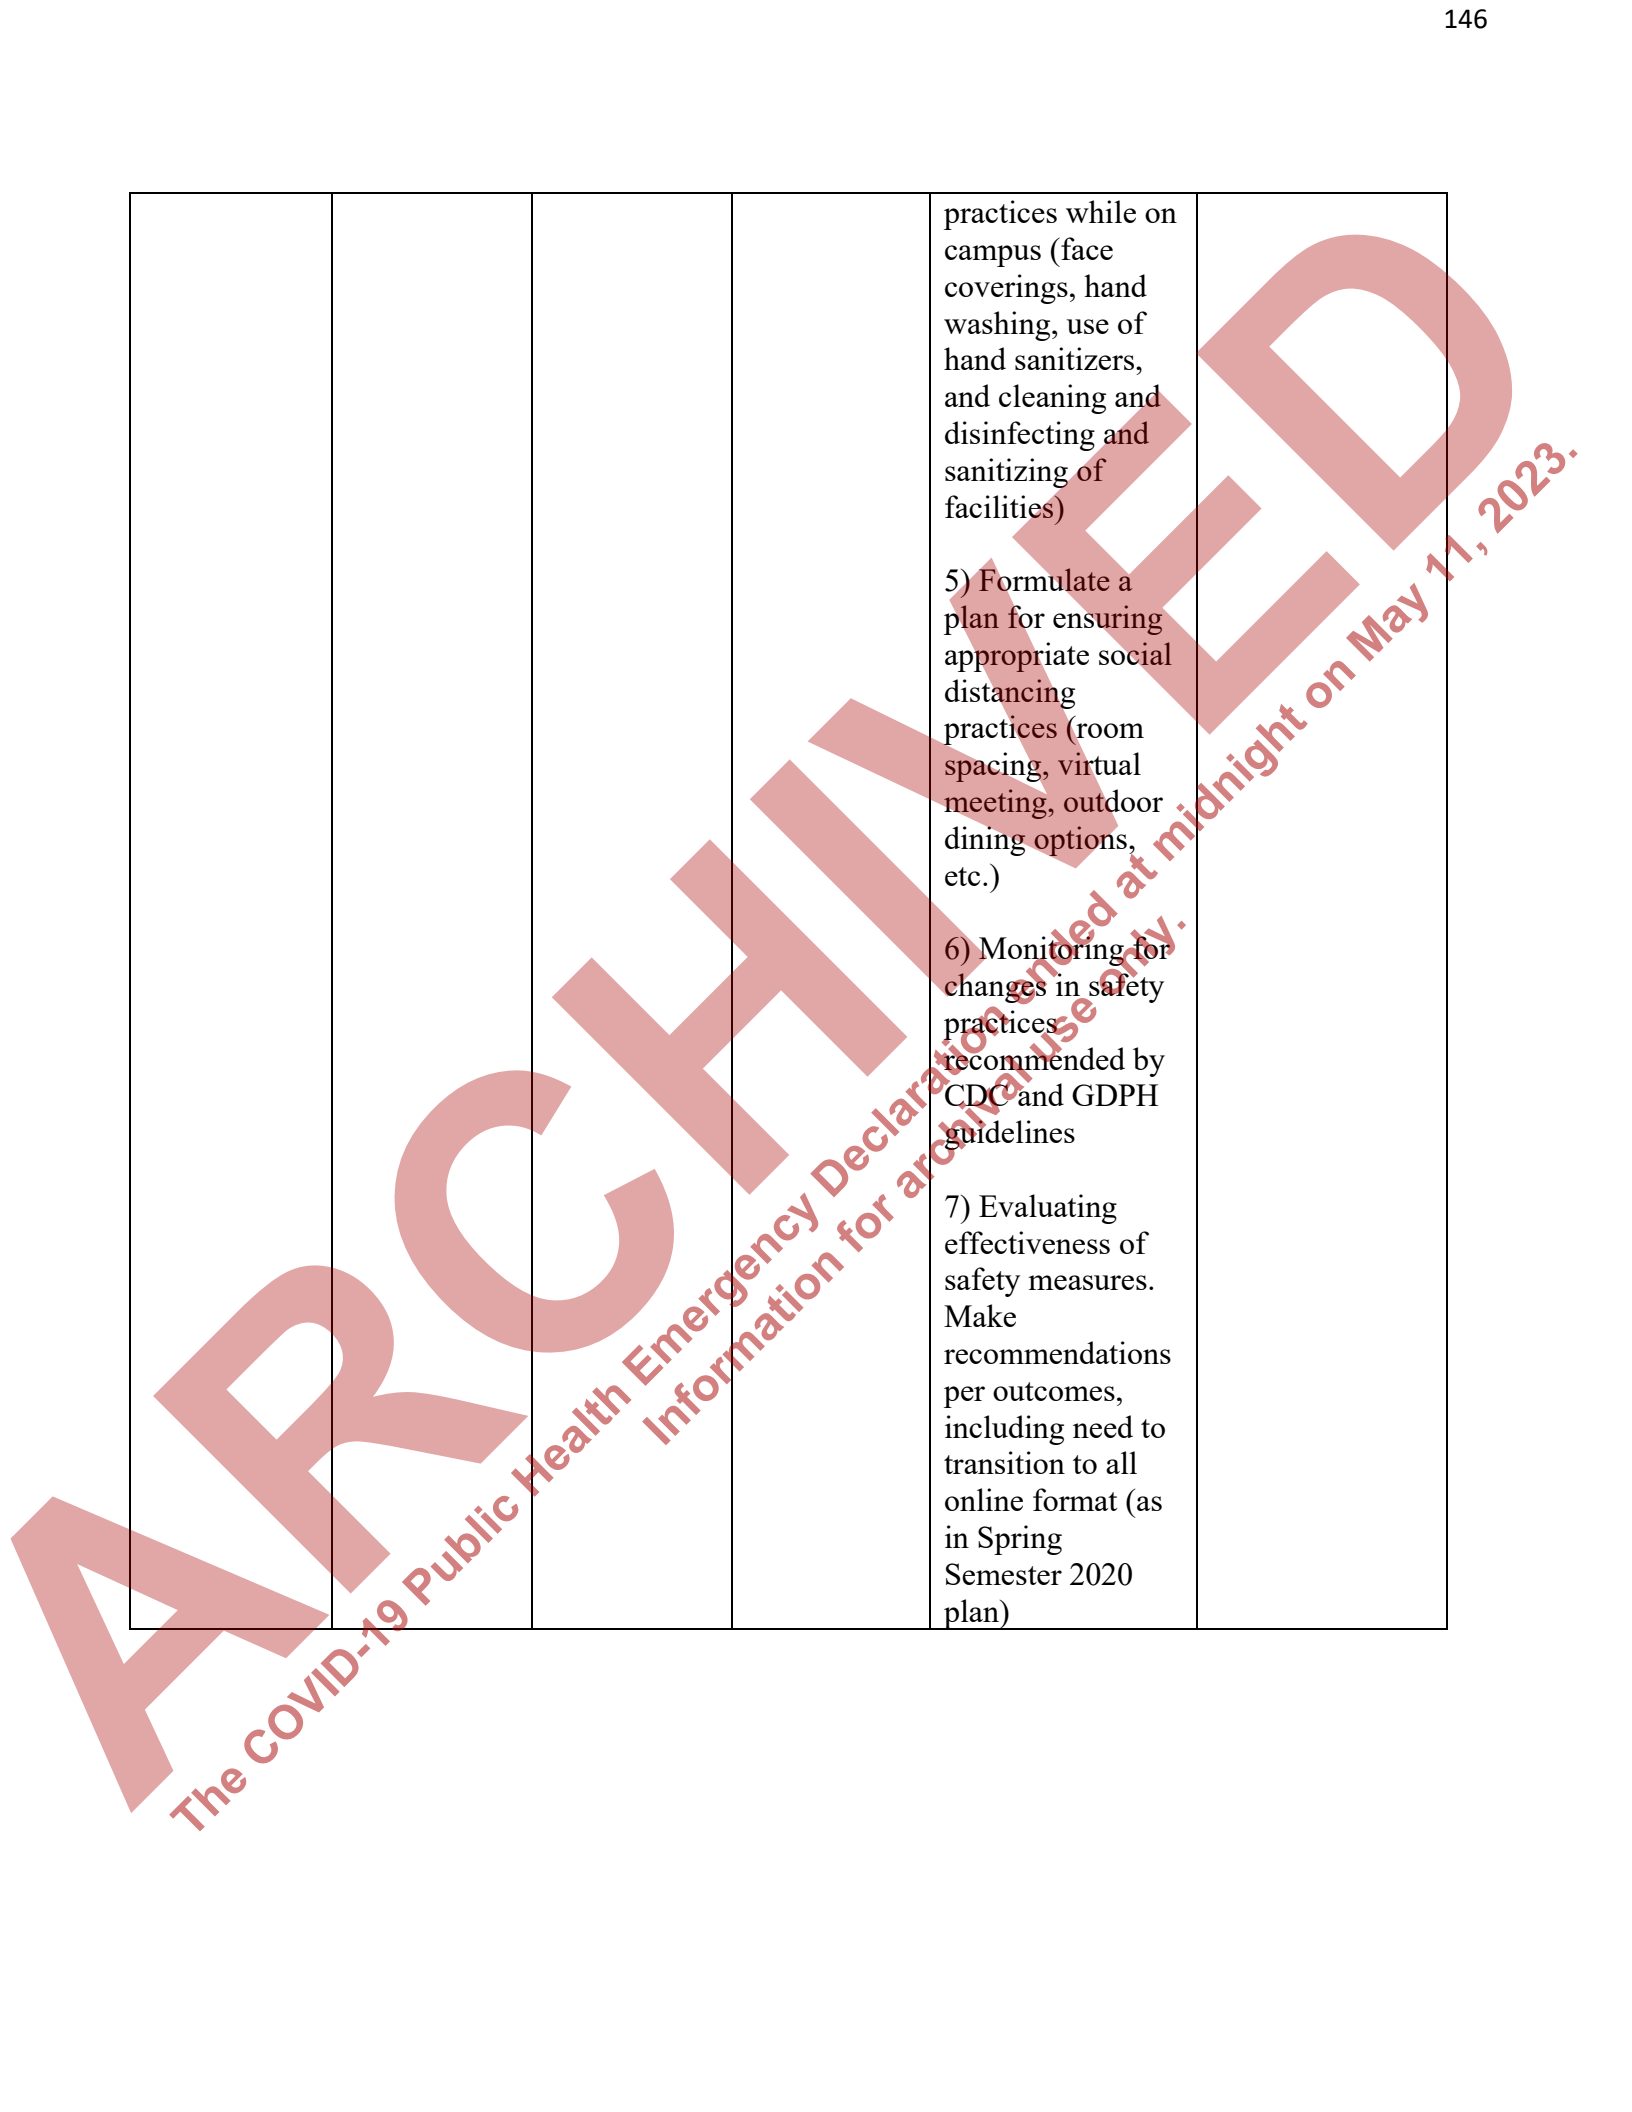 146
practices while on
campus (face
coverings, hand
washing, use of
hand sanitizers,
and cleaning and
disinfecting and
sanitizing of
facilities)
5) Formulate a
plan for ensuring
appropriate social
distancing
practices (room
spacing, virtual
meeting, outdoor
dining options,
etc.)
6) Monitoring for
changes in safety
practices
recommended by
CDC and GDPH
guidelines
7) Evaluating
effectiveness of
safety measures.
Make
recommendations
per outcomes,
including need to
transition to all
online format (as
in Spring
Semester 2020
plan)
ARCHIVED
The COVID-19 Public Health Emergency Declaration ended at midnight on May 11, 2023.
Information for archival use only.